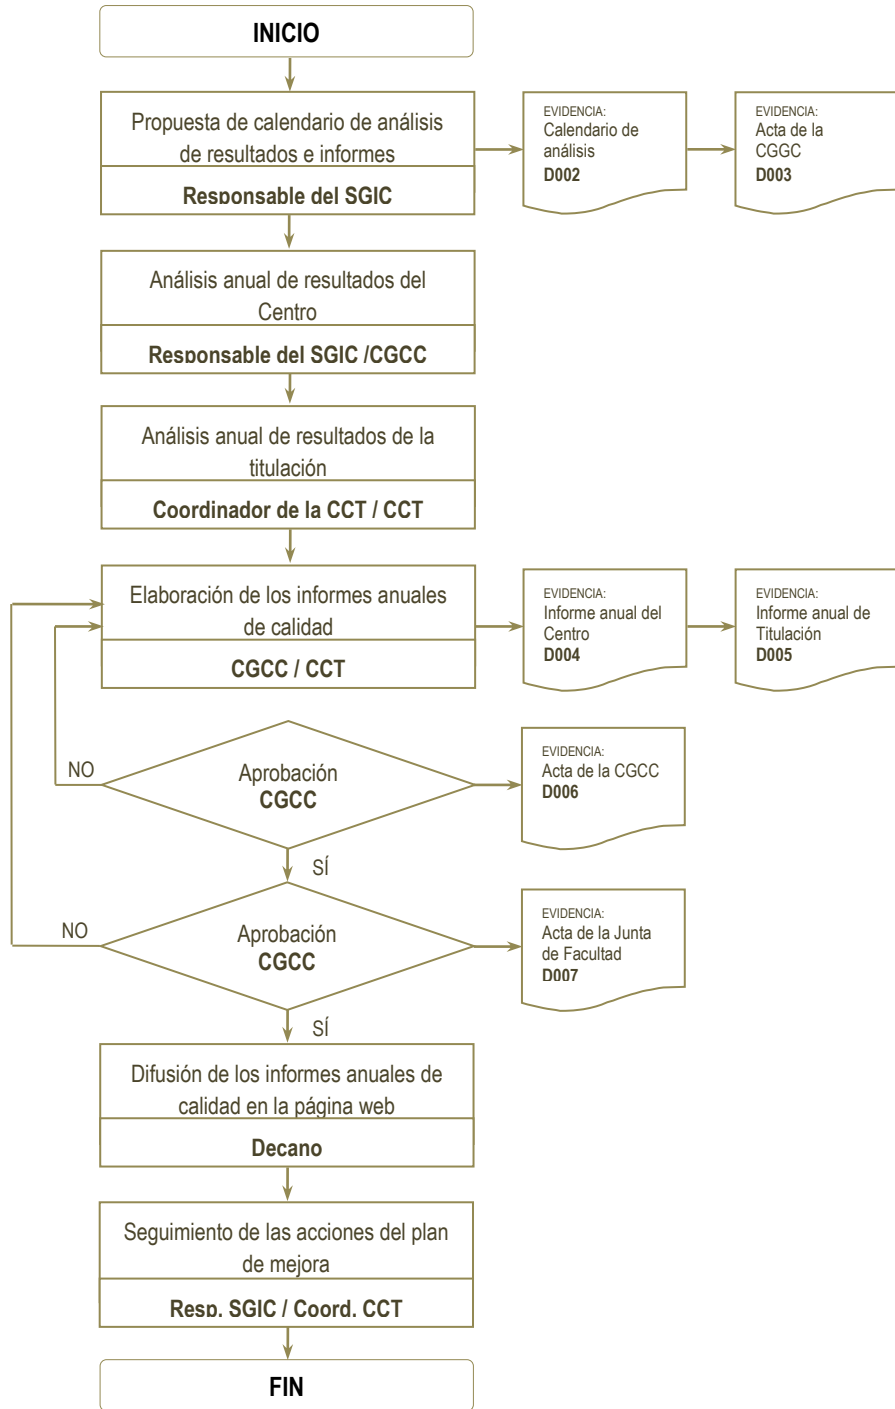 INICIO
Propuesta de calendario de análisis
de resultados e informes
Responsable del SGIC
EVIDENCIA:
Calendario de
análisis
D002
EVIDENCIA:
Acta de la
CGGC
D003
Análisis anual de resultados del
Centro
Responsable del SGIC /CGCC
Análisis anual de resultados de la
titulación
Coordinador de la CCT / CCT
Elaboración de los informes anuales
de calidad
CGCC / CCT
EVIDENCIA:
Informe anual del
Centro
D004
EVIDENCIA:
Informe anual de
Titulación
D005
NO
Aprobación
CGCC
EVIDENCIA:
Acta de la CGCC
D006
SÍ
NO
Aprobación
CGCC
EVIDENCIA:
Acta de la Junta
de Facultad
D007
SÍ
Difusión de los informes anuales de
calidad en la página web
Decano
Seguimiento de las acciones del plan
de mejora
Resp. SGIC / Coord. CCT
FIN